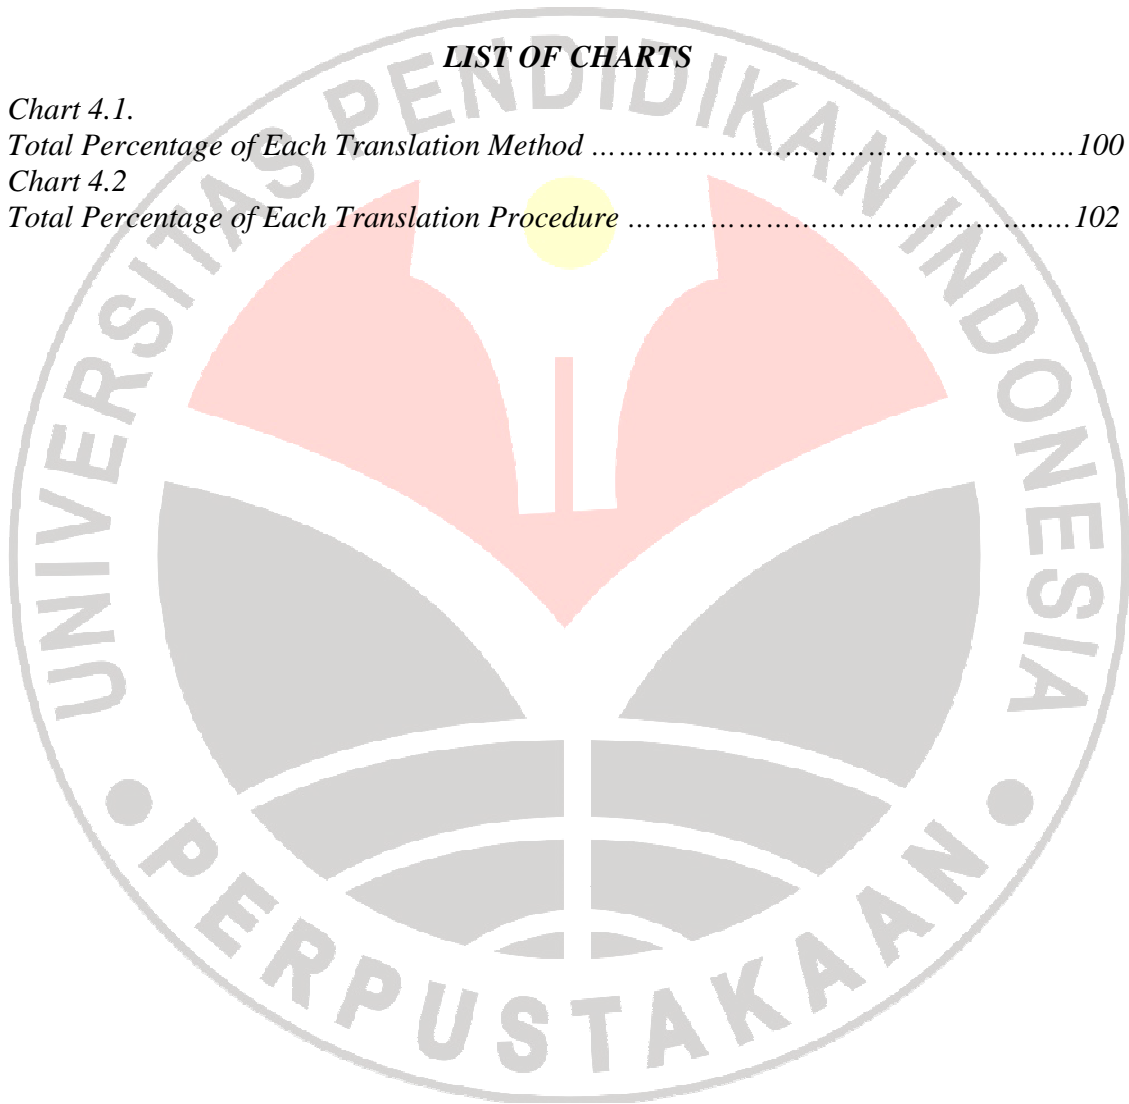 LIST OF CHARTS
Chart 4.1.
Total Percentage of Each Translation Method ………………………………………………100
Chart 4.2
Total Percentage of Each Translation Procedure …………………………..…………..…102
UNIVERSITAS PENDIDIKAN INDONESIA
PERPUSTAKAAN